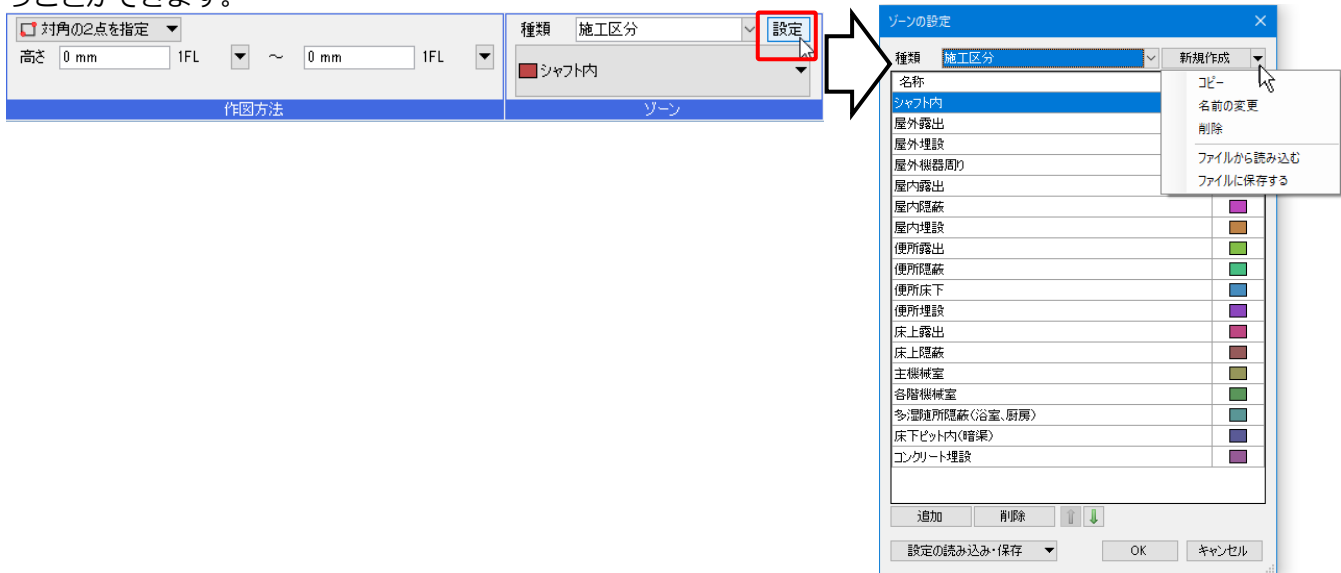 うことができます。
対角の2点を指定
高さ 0 mm 1FL ～ 0 mm 1FL
作図方法
種類 施工区分 設定
シャフト内
ゾーン
ゾーンの設定
種類 施工区分 新規作成
名称
コピー
名前の変更
削除
ファイルから読み込む
ファイルに保存する
シャフト内
屋外露出
屋外埋設
屋外機器周り
屋内露出
屋内隠蔽
屋内埋設
便所露出
便所隠蔽
便所床下
便所埋設
床上露出
床上隠蔽
主機械室
各階機械室
多湿随所隠蔽(浴室、厨房)
床下ピット内(暗渠)
コンクリート埋設
追加 削除
設定の読み込み・保存 OK キャンセル